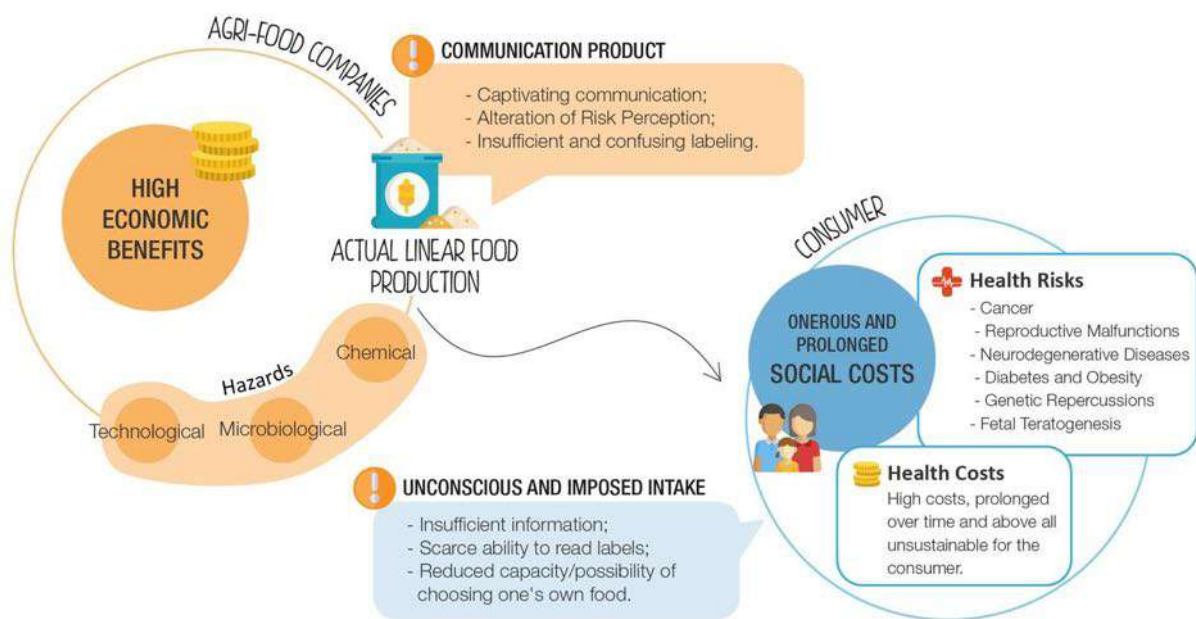 AGRI-FOOD COMPANIES
COMMUNICATION PRODUCT
- Captivating communication;
- Alteration of Risk Perception;
- Insufficient and confusing labeling.
HIGH
ECONOMIC
BENEFITS
ACTUAL LINEAR FOOD
PRODUCTION
Hazards
Chemical
Microbiological
Technological
CONSUMER
ONEROUS AND
PROLONGED
SOCIAL COSTS
Health Risks
- Cancer
- Reproductive Malfunctions
- Neurodegenerative Diseases
- Diabetes and Obesity
- Genetic Repercussions
- Fetal Teratogenesis
Health Costs
High costs, prolonged
over time and above all
unsustainable for the
consumer.
UNCONSCIOUS AND IMPOSED INTAKE
- Insufficient information;
- Scarce ability to read labels;
- Reduced capacity/possibility of
choosing one's own food.